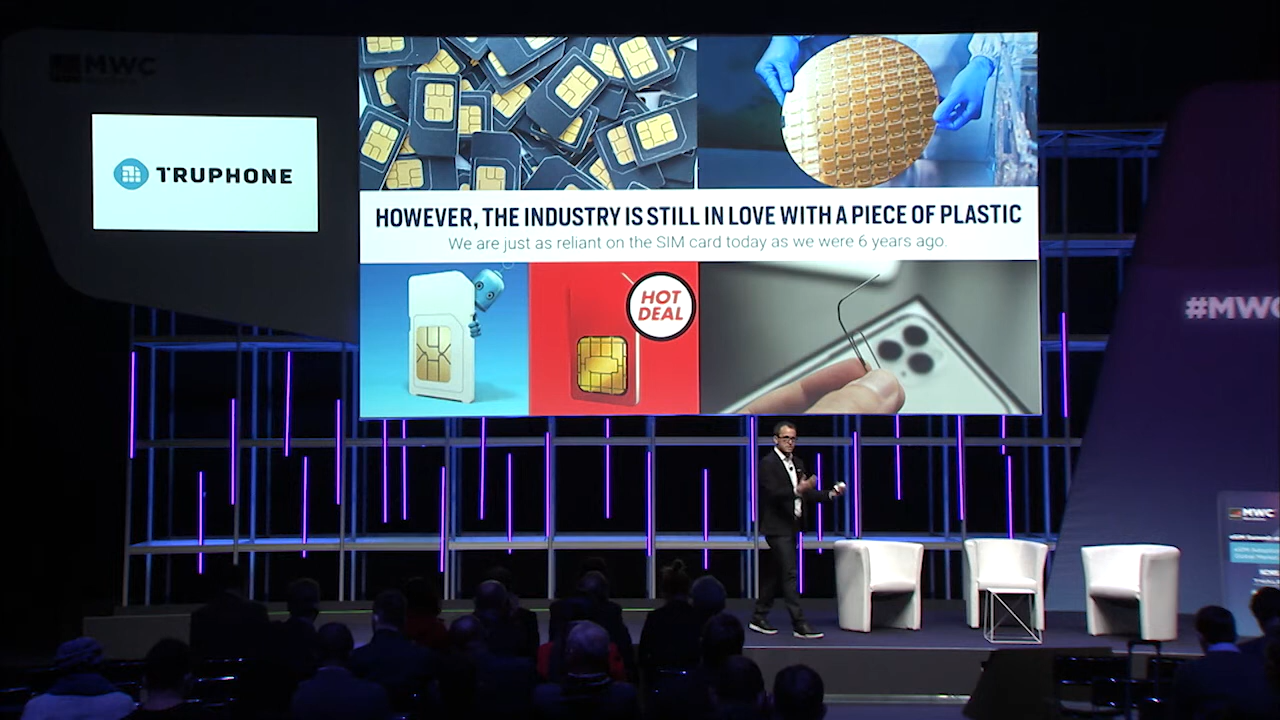 MWC
TRUPHONE
HOWEVER, THE INDUSTRY IS STILL IN LOVE WITH A PIECE OF PLASTIC
We are just as reliant on the SIM card today as we were 6 years ago.
HOT
DEAL
#MWC
MWC